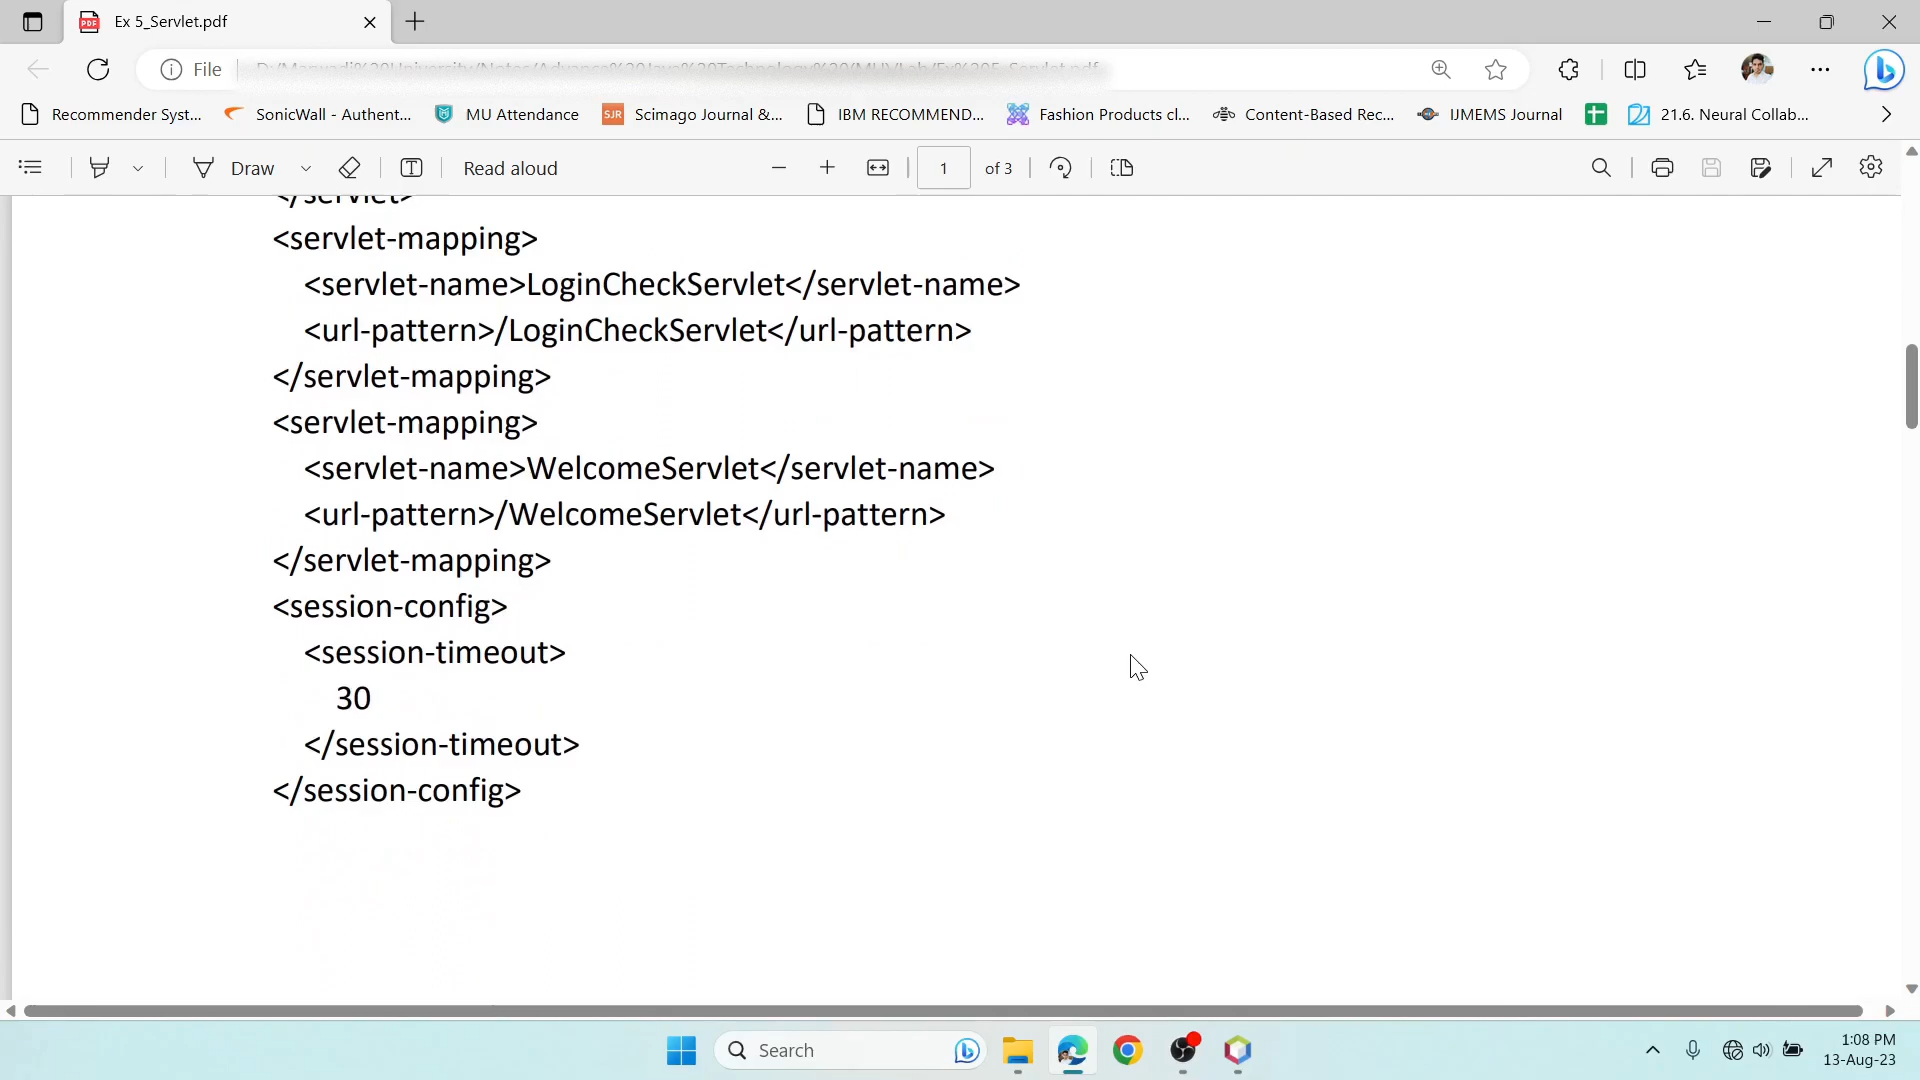 Ex 5_Servlet.pdf
File
Recommender Syst... SonicWall - Authent... MU Attendance SJR Scimago Journal &... IBM RECOMMEND... Fashion Products cl... Content-Based Rec... IJMEMS Journal 21.6. Neural Collab...
Draw Read aloud 1 of 3
</servlet>
<servlet-mapping>
<servlet-name>LoginCheckServlet</servlet-name>
<url-pattern>/LoginCheckServlet</url-pattern>
</servlet-mapping>
<servlet-mapping>
<servlet-name>WelcomeServlet</servlet-name>
<url-pattern>/WelcomeServlet</url-pattern>
</servlet-mapping>
<session-config>
<session-timeout>
30
</session-timeout>
</session-config>
Search
1:08 PM
13-Aug-23